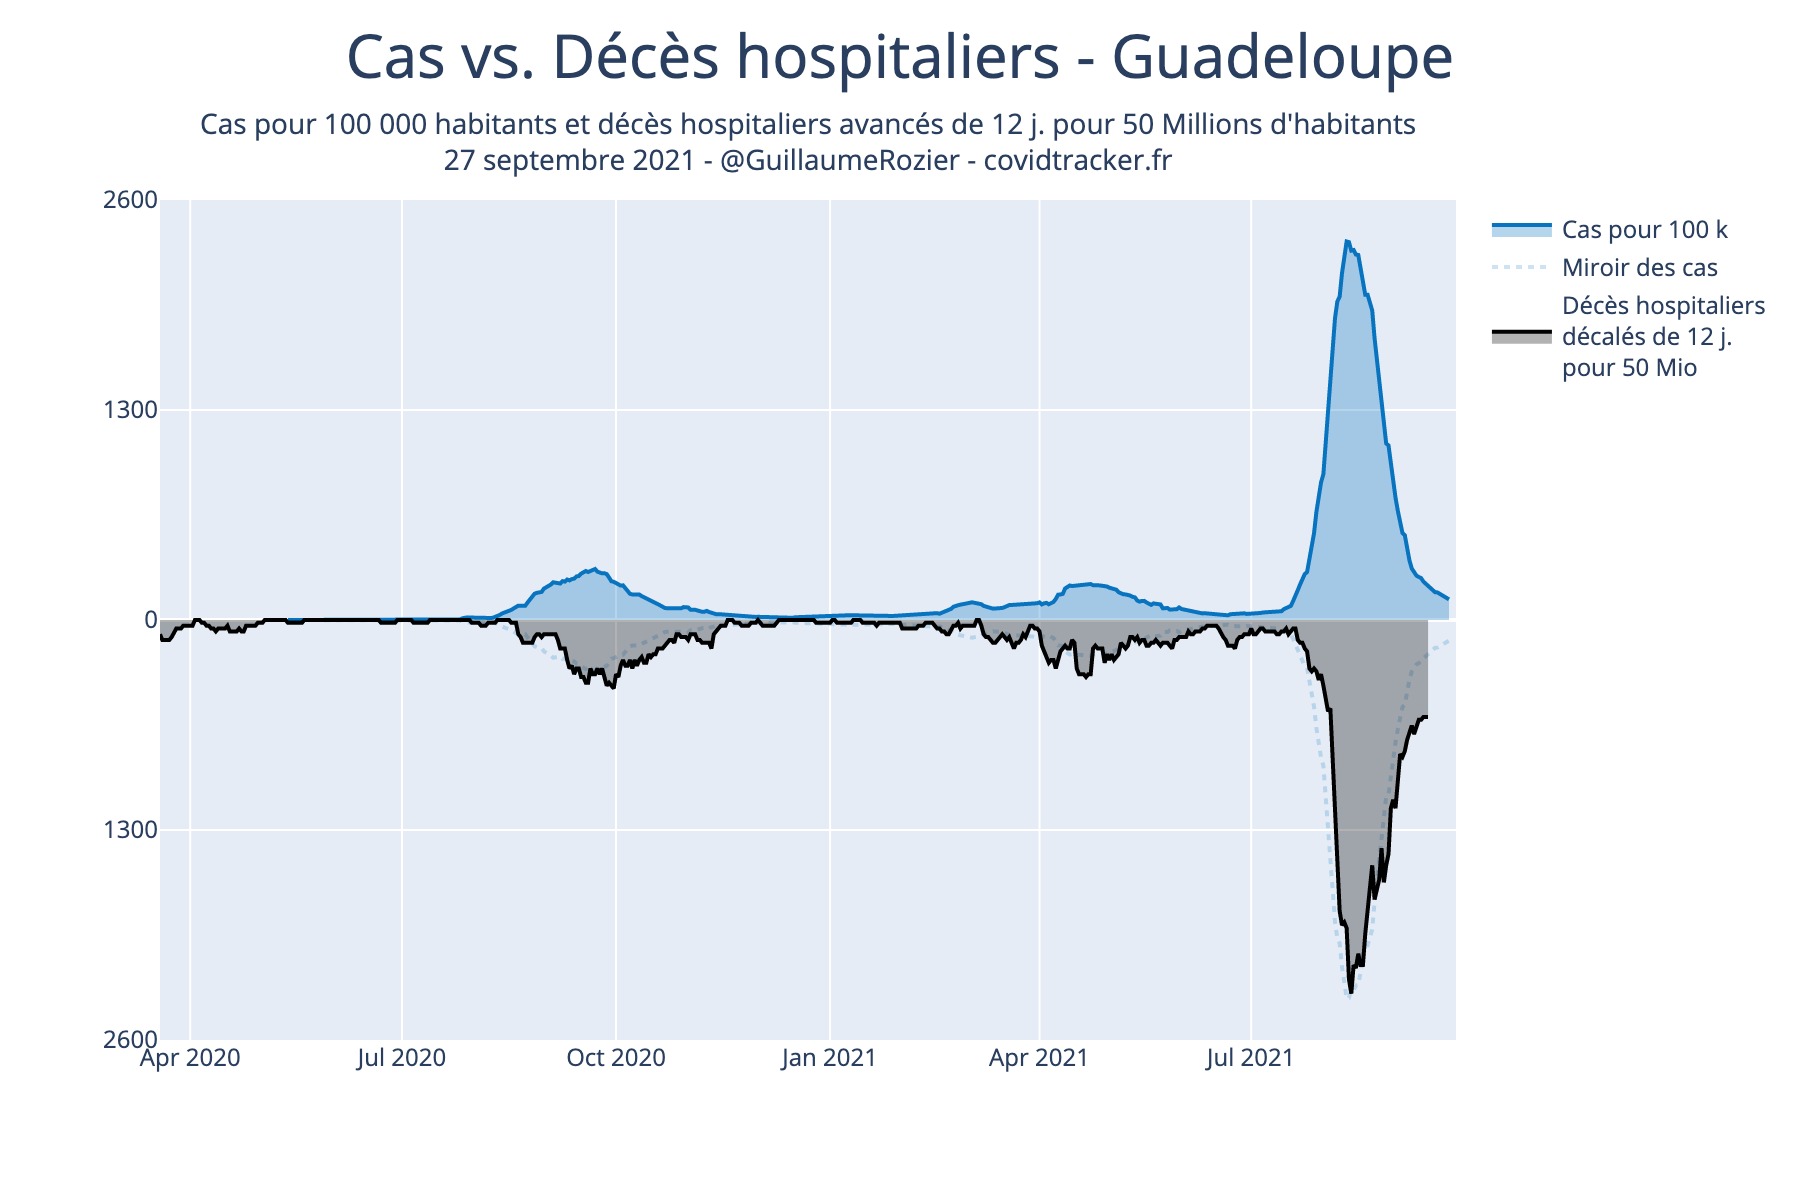 Cas vs. Décès hospitaliers - Guadeloupe
Cas pour 100 000 habitants et décès hospitaliers avancés de 12 j. pour 50 Millions d'habitants
27 septembre 2021 - @GuillaumeRozier - covidtracker.fr
2600
1300
0
1300
2600
Apr 2020
Jul 2020
Oct 2020
Jan 2021
Apr 2021
Jul 2021
Cas pour 100 k
Miroir des cas
Décès hospitaliers
décalés de 12 j.
pour 50 Mio